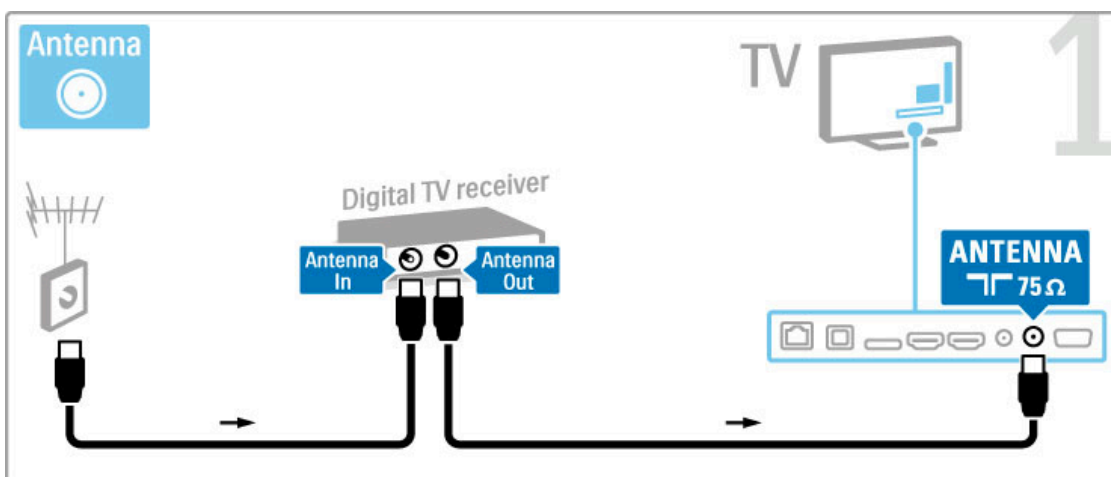 Antenna
TV
1
Digital TV receiver
Antenna
In
Antenna
Out
ANTENNA
75 Ω